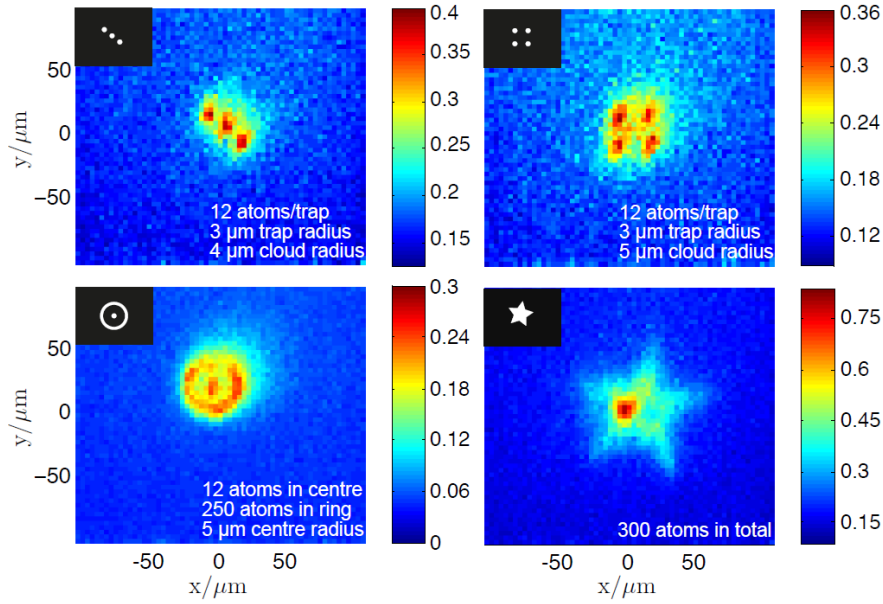 0.4
0.35
0.3
0.25
0.2
0.15
y/μm
50
0
−50
12 atoms/trap
3 μm trap radius
4 μm cloud radius
0.36
0.30
0.24
0.18
0.12
12 atoms/trap
3 μm trap radius
5 μm cloud radius
0.3
0.24
0.18
0.12
0.06
0
y/μm
50
0
−50
12 atoms in centre
250 atoms in ring
5 μm centre radius
-50
0
50
x/μm
0.75
0.6
0.45
0.3
0.15
300 atoms in total
-50
0
50
x/μm